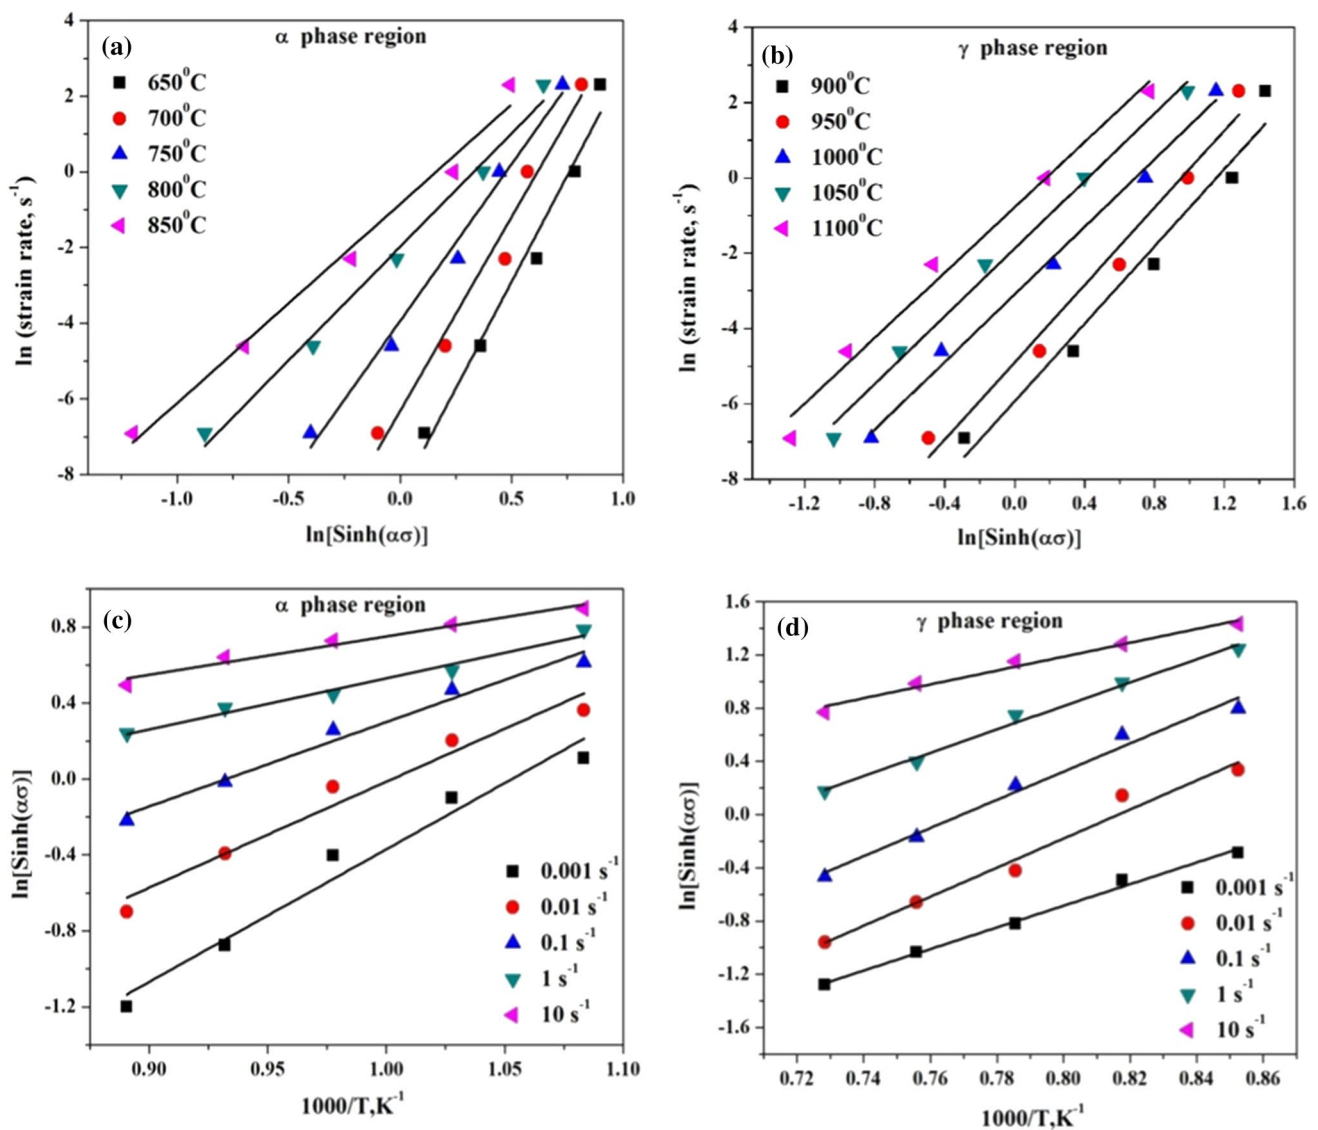 (a)
α phase region
650⁰C
700⁰C
750⁰C
800⁰C
850⁰C
4
2
0
-2
-4
-6
-8
ln (strain rate, s⁻¹)
-1.0 -0.5 0.0 0.5 1.0
ln[Sinh(ασ)]
(b)
γ phase region
900⁰C
950⁰C
1000⁰C
1050⁰C
1100⁰C
4
2
0
-2
-4
-6
-8
ln (strain rate, s⁻¹)
-1.2 -0.8 -0.4 0.0 0.4 0.8 1.2 1.6
ln[Sinh(ασ)]
(c)
α phase region
0.8
0.4
0.0
-0.4
-0.8
-1.2
ln[Sinh(ασ)]
0.001 s⁻¹
0.01 s⁻¹
0.1 s⁻¹
1 s⁻¹
10 s⁻¹
0.90 0.95 1.00 1.05 1.10
1000/T,K⁻¹
(d)
γ phase region
1.6
1.2
0.8
0.4
0.0
-0.4
-0.8
-1.2
-1.6
ln[Sinh(ασ)]
0.001 s⁻¹
0.01 s⁻¹
0.1 s⁻¹
1 s⁻¹
10 s⁻¹
0.72 0.74 0.76 0.78 0.80 0.82 0.84 0.86
1000/T,K⁻¹